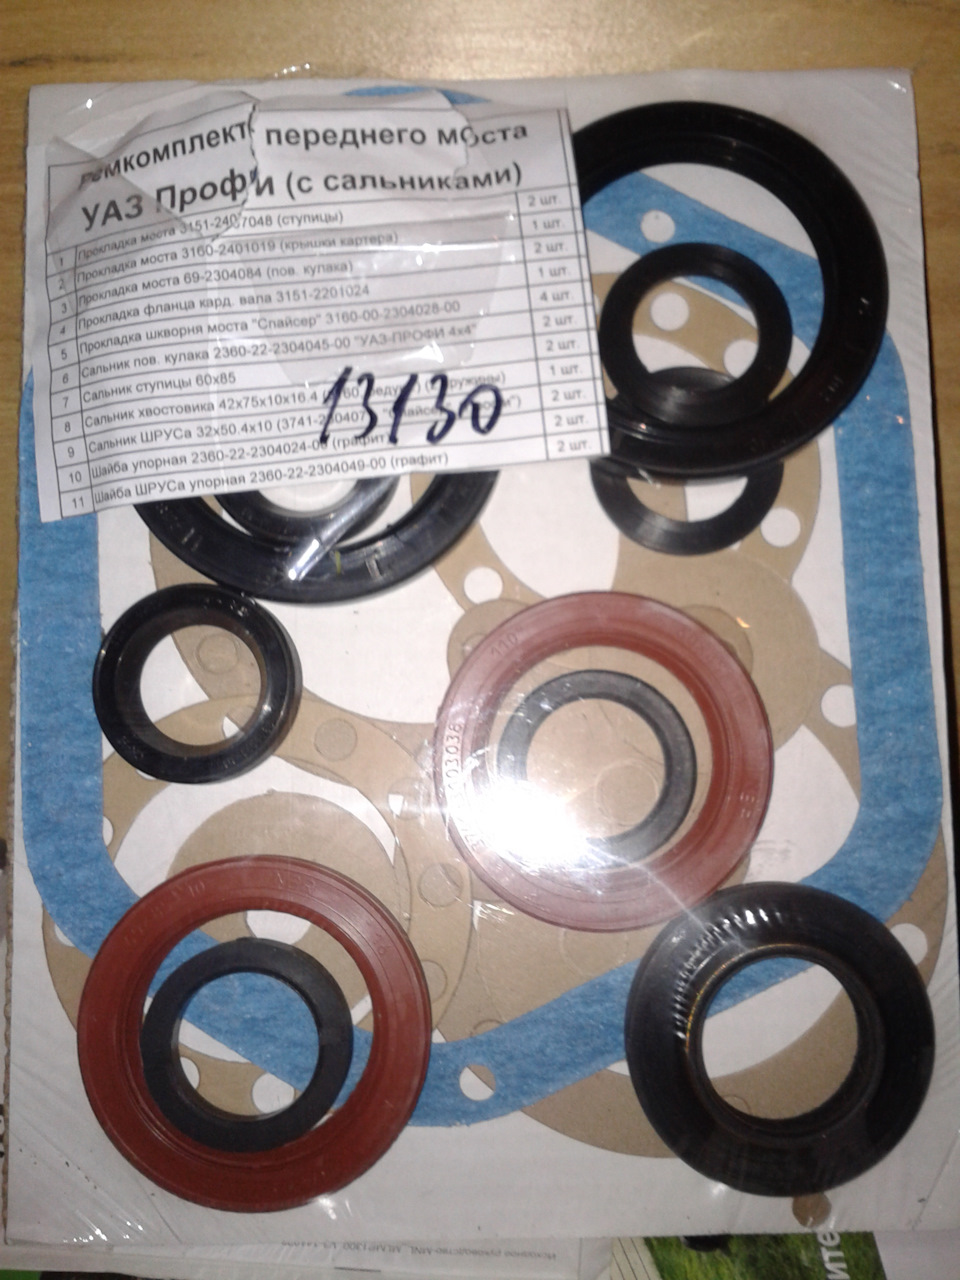 ремкомплект переднего моста
УАЗ Профи (с сальниками)
1 Прокладка моста 3151-2407048 (ступицы) 2 шт.
2 Прокладка моста 3160-2401019 (крышки картера) 1 шт.
3 Прокладка моста 69-2304084 (пов. кулака) 2 шт.
4 Прокладка фланца кард. вала 3151-2201024 1 шт.
5 Прокладка шкворня моста "Спайсер" 3160-00-2304028-00 4 шт.
6 Сальник пов. кулака 2360-22-2304045-00 "УАЗ-ПРОФИ 4х4" 2 шт.
7 Сальник ступицы 60х85 2 шт.
8 Сальник хвостовика 42х75х10х16.4 1 шт.
9 Сальник ШРУСа 32х50.4х10 2 шт.
10 Шайба упорная 2360-22-2304024-00 (графит) 2 шт.
11 Шайба ШРУСа упорная 2360-22-2304049-00 (графит) 2 шт.
13130